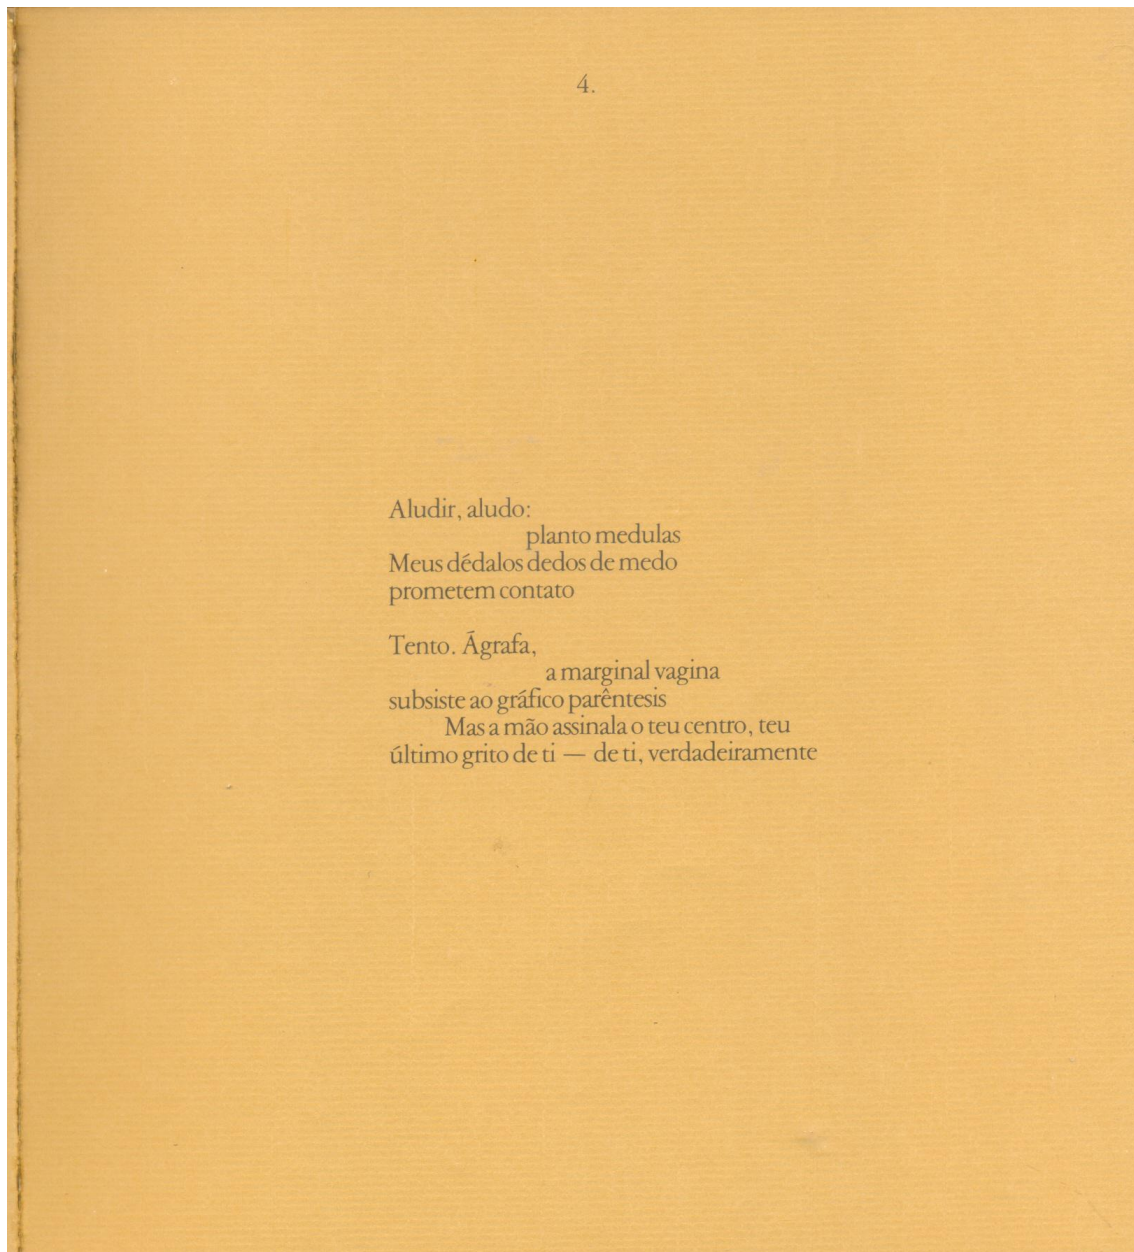 4.
Aludir, aludo:
planto medulas
Meus dédalos dedos de medo
prometem contato
Tento. Ágrafa,
a marginal vagina
subsiste ao gráfico parêntesis
Mas a mão assinala o teu centro, teu
último grito de ti — de ti, verdadeiramente